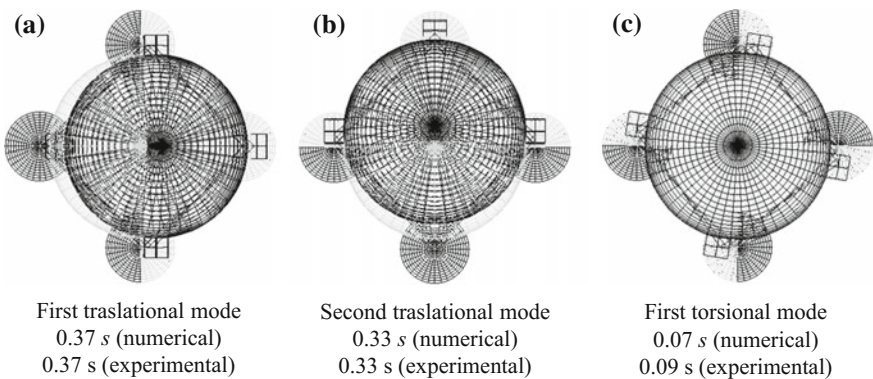 (a)
First traslational mode
0.37 s (numerical)
0.37 s (experimental)
(b)
Second traslational mode
0.33 s (numerical)
0.33 s (experimental)
(c)
First torsional mode
0.07 s (numerical)
0.09 s (experimental)